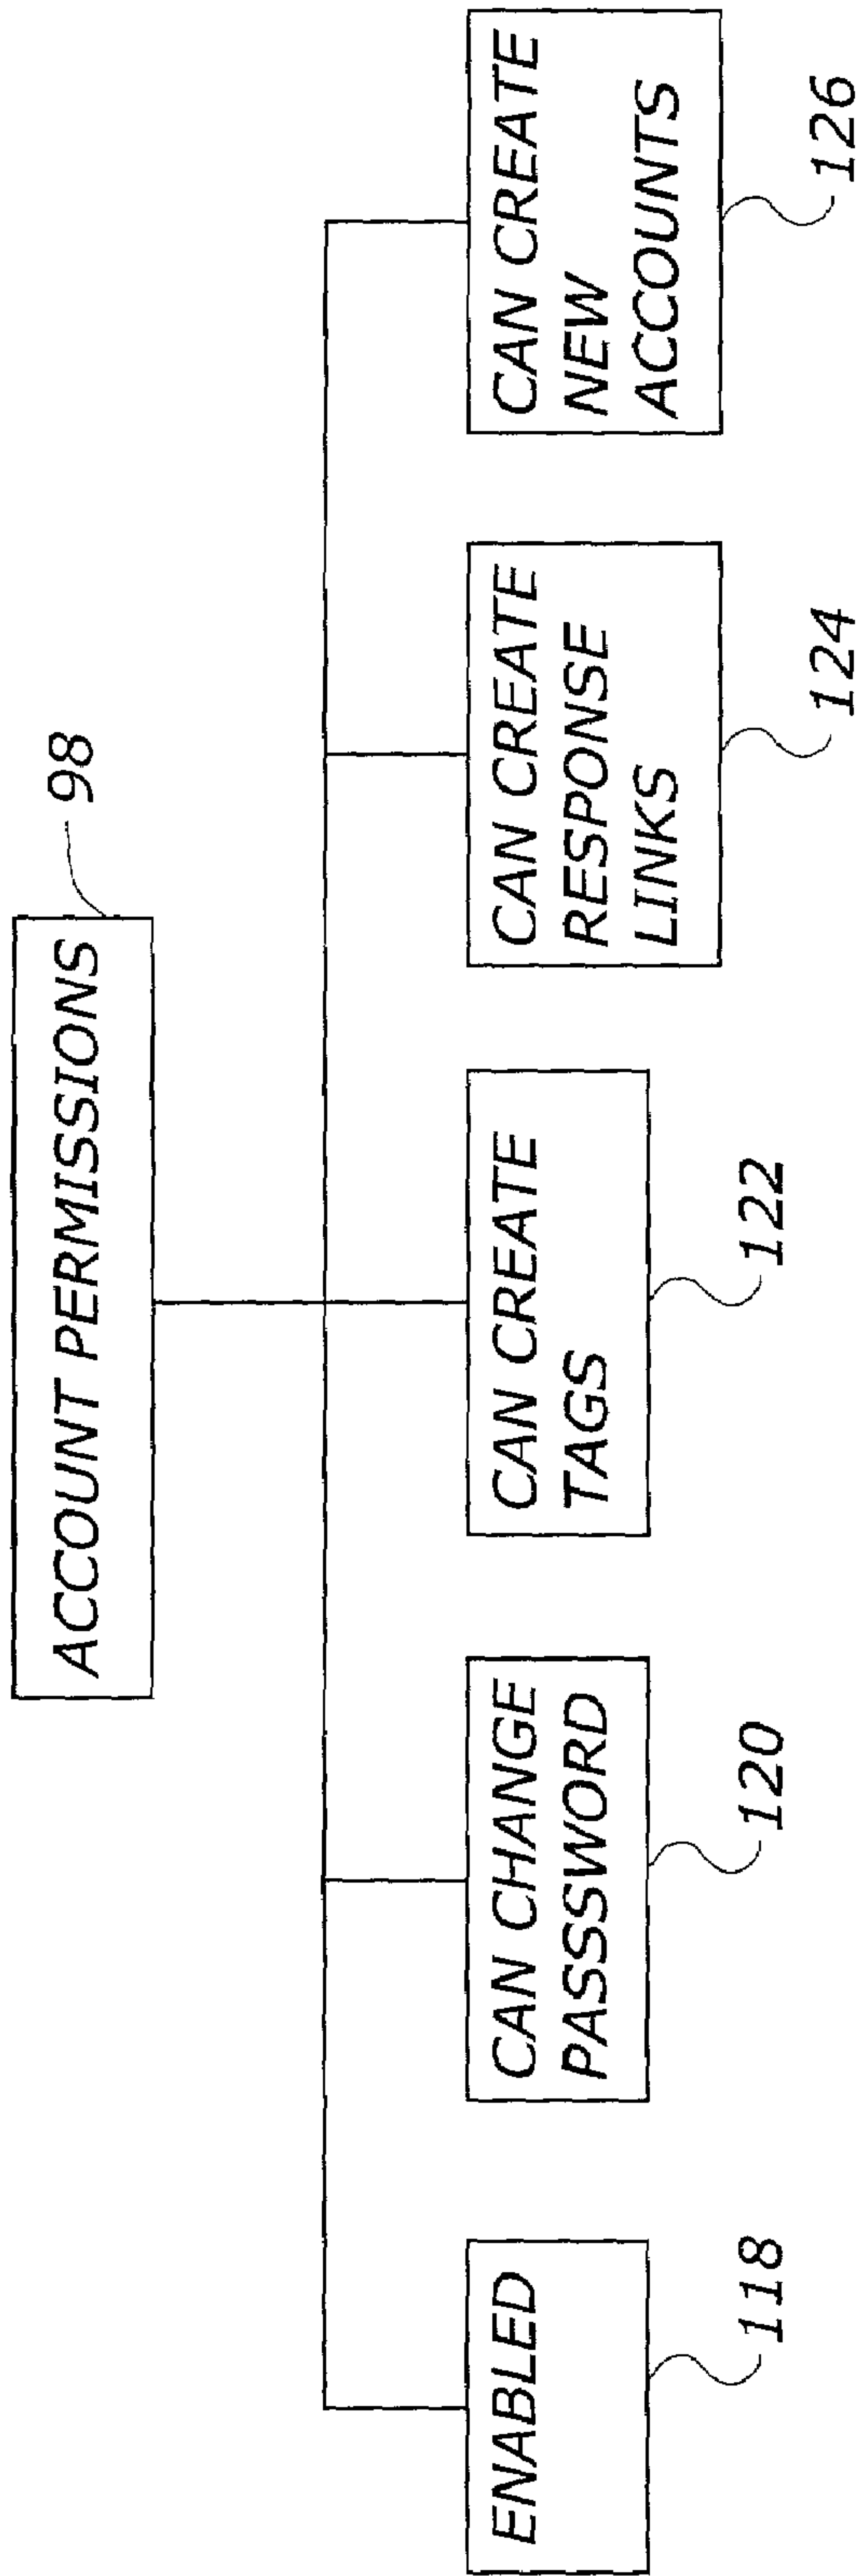 ACCOUNT PERMISSIONS
98
ENABLED
118
CAN CHANGE
PASSSWORD
120
CAN CREATE
TAGS
122
CAN CREATE
RESPONSE
LINKS
124
CAN CREATE
NEW
ACCOUNTS
126